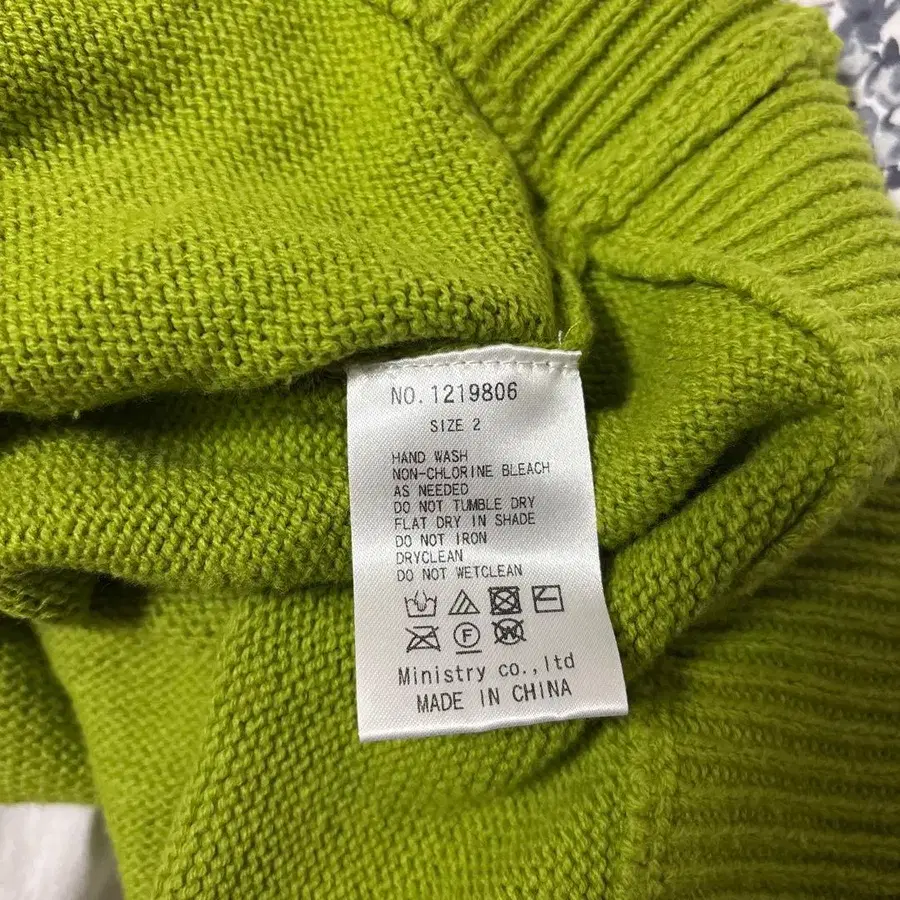 NO. 1219806
SIZE 2
HAND WASH
NON-CHLORINE BLEACH
AS NEEDED
DO NOT TUMBLE DRY
FLAT DRY IN SHADE
DO NOT IRON
DRYCLEAN
DO NOT WETCLEAN
F W
Ministry co.,ltd
MADE IN CHINA